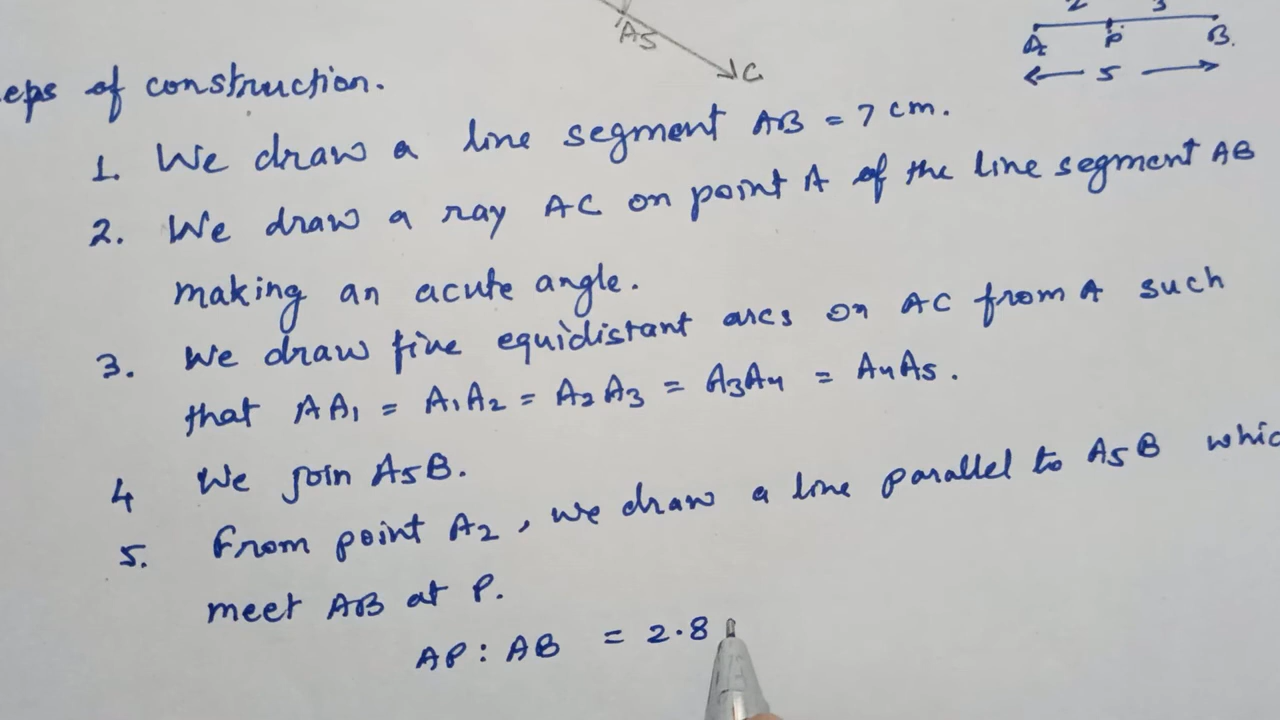 A5
C
2 3
A P B.
5
eps of construction.
1. We draw a line segment AB = 7 cm.
2. We draw a ray AC on point A of the line segment AB
making an acute angle.
3. We draw five equidistant arcs on AC from A such
that AA1 = A1A2 = A2A3 = A3A4 = A4A5.
4 We join A5B.
5. From point A2, we draw a line parallel to A5B whic
meet AB at P.
AP : AB = 2.8